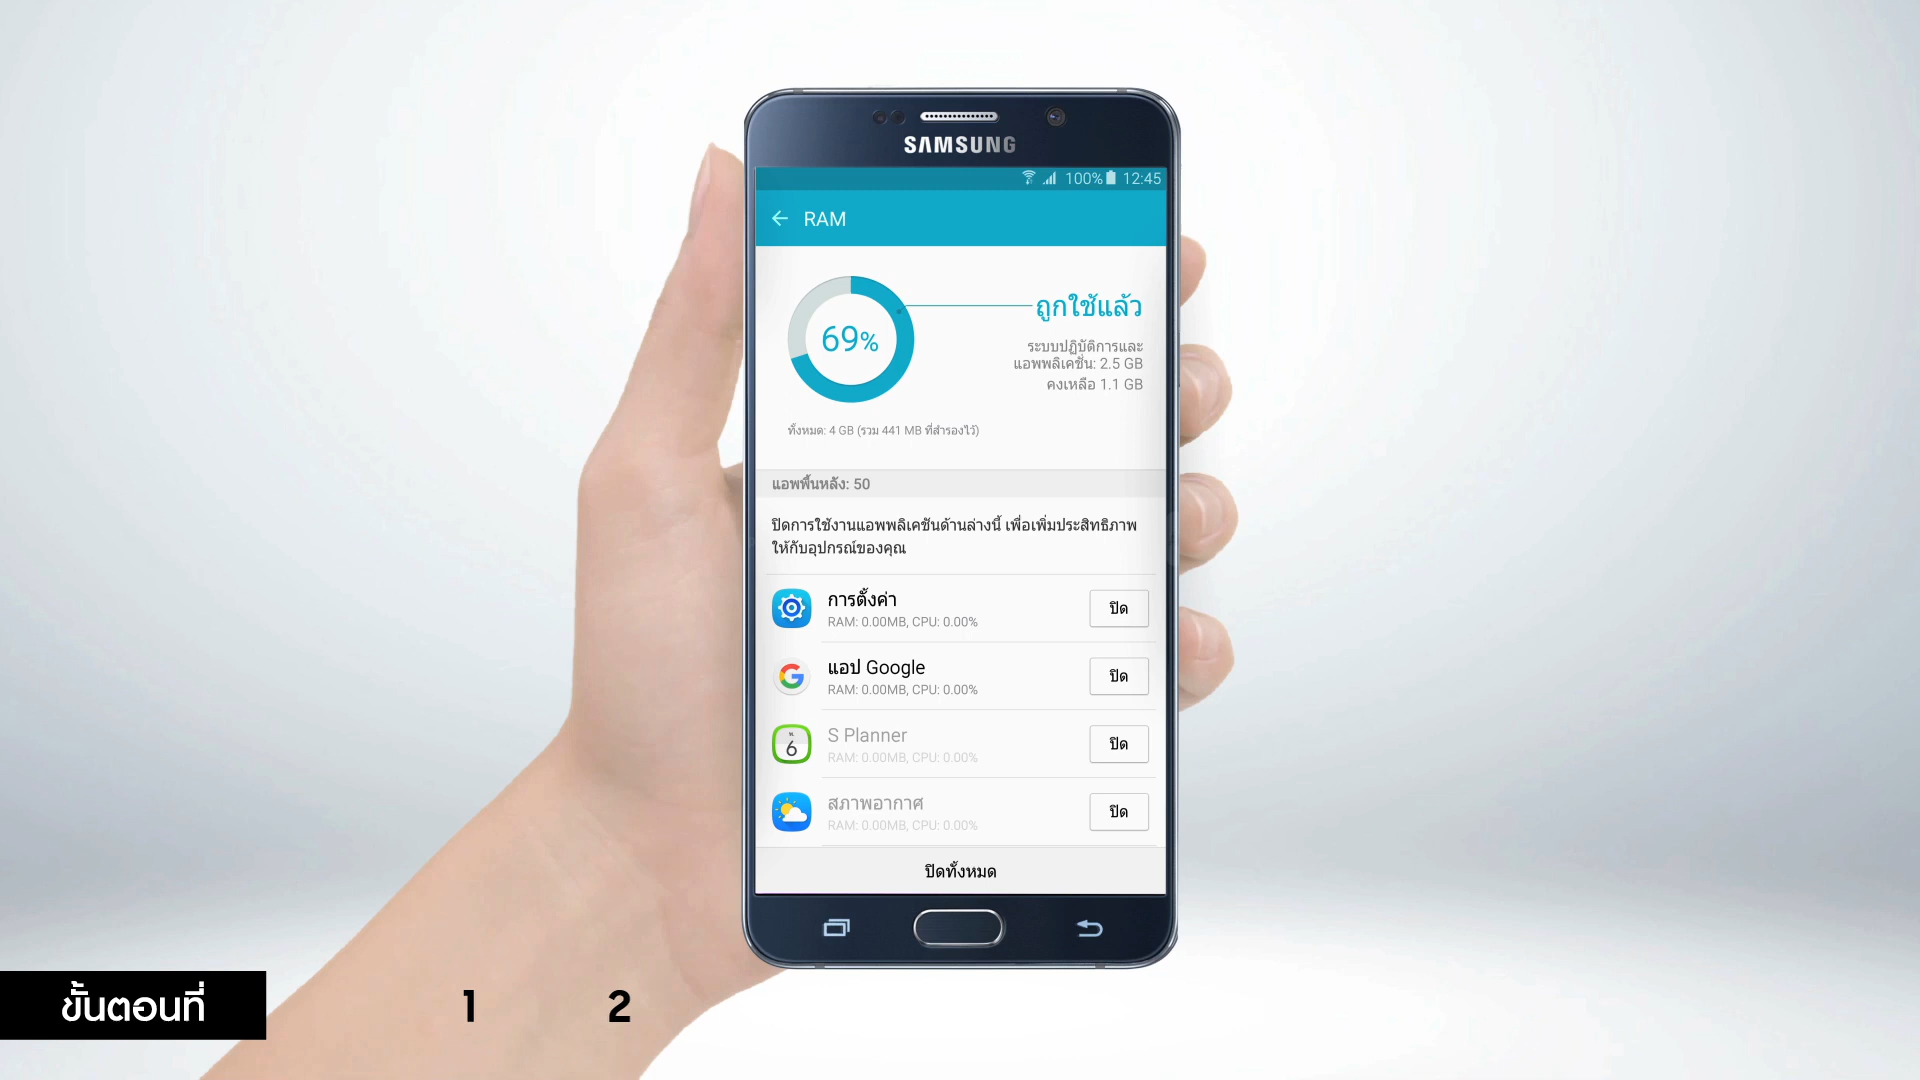 SAMSUNG
100% 12:45
RAM
69%
ถูกใช้แล้ว
ระบบปฏิบัติการและ
แอพพลิเคชั่น: 2.5 GB
คงเหลือ 1.1 GB
ทั้งหมด: 4 GB (รวม 441 MB ที่สำรองไว้)
แอพพื้นหลัง: 50
ปิดการใช้งานแอพพลิเคชันด้านล่างนี้ เพื่อเพิ่มประสิทธิภาพ
ให้กับอุปกรณ์ของคุณ
การตั้งค่า
RAM: 0.00MB, CPU: 0.00%
ปิด
แอป Google
RAM: 0.00MB, CPU: 0.00%
ปิด
6
S Planner
RAM: 0.00MB, CPU: 0.00%
ปิด
สภาพอากาศ
RAM: 0.00MB, CPU: 0.00%
ปิด
ปิดทั้งหมด
ขั้นตอนที่ 1 2